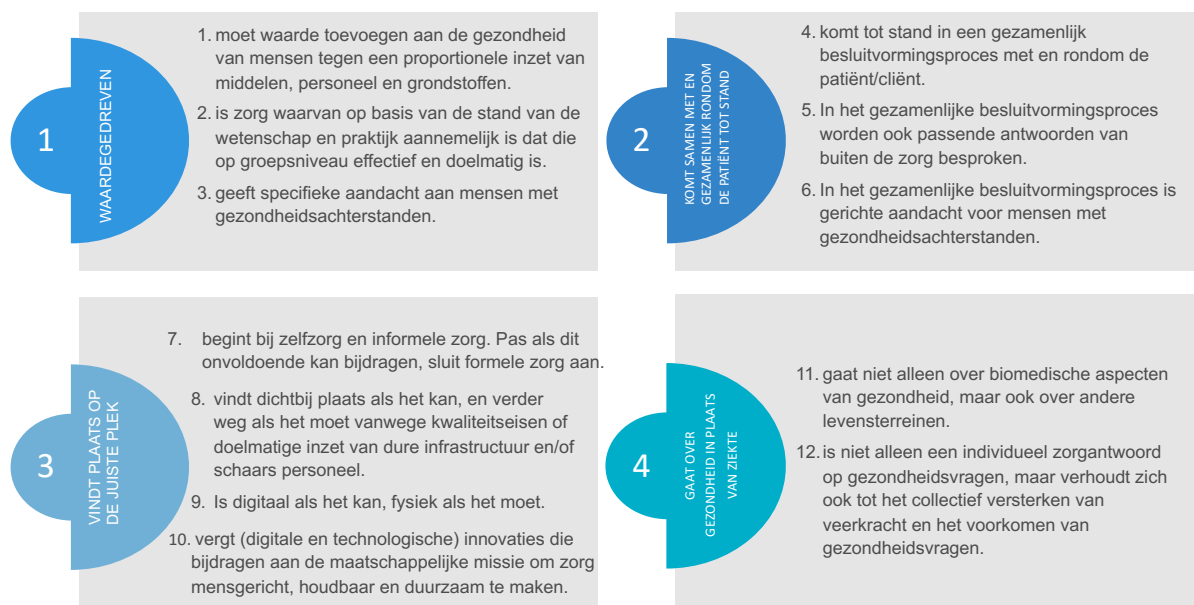 1
WAARDEGEDREVEN
1. moet waarde toevoegen aan de gezondheid
van mensen tegen een proportionele inzet van
middelen, personeel en grondstoffen.
2. is zorg waarvan op basis van de stand van de
wetenschap en praktijk aannemelijk is dat die
op groepsniveau effectief en doelmatig is.
3. geeft specifieke aandacht aan mensen met
gezondheidsachterstanden.
2
KOMT SAMEN MET EN
GEZAMENLIJK RONDOM
DE PATIËNT TOT STAND
4. komt tot stand in een gezamenlijk
besluitvormingsproces met en rondom de
patiënt/cliënt.
5. In het gezamenlijke besluitvormingsproces
worden ook passende antwoorden van
buiten de zorg besproken.
6. In het gezamenlijke besluitvormingsproces is
gerichte aandacht voor mensen met
gezondheidsachterstanden.
3
VINDT PLAATS OP
DE JUISTE PLEK
7. begint bij zelfzorg en informele zorg. Pas als dit
onvoldoende kan bijdragen, sluit formele zorg aan.
8. vindt dichtbij plaats als het kan, en verder
weg als het moet vanwege kwaliteitseisen of
doelmatige inzet van dure infrastructuur en/of
schaars personeel.
9. Is digitaal als het kan, fysiek als het moet.
10. vergt (digitale en technologische) innovaties die
bijdragen aan de maatschappelijke missie om zorg
mensgericht, houdbaar en duurzaam te maken.
4
GAAT OVER
GEZONDHEID IN PLAATS
VAN ZIEKTE
11. gaat niet alleen over biomedische aspecten
van gezondheid, maar ook over andere
levensterreinen.
12. is niet alleen een individueel zorgantwoord
op gezondheidsvragen, maar verhoudt zich
ook tot het collectief versterken van
veerkracht en het voorkomen van
gezondheidsvragen.